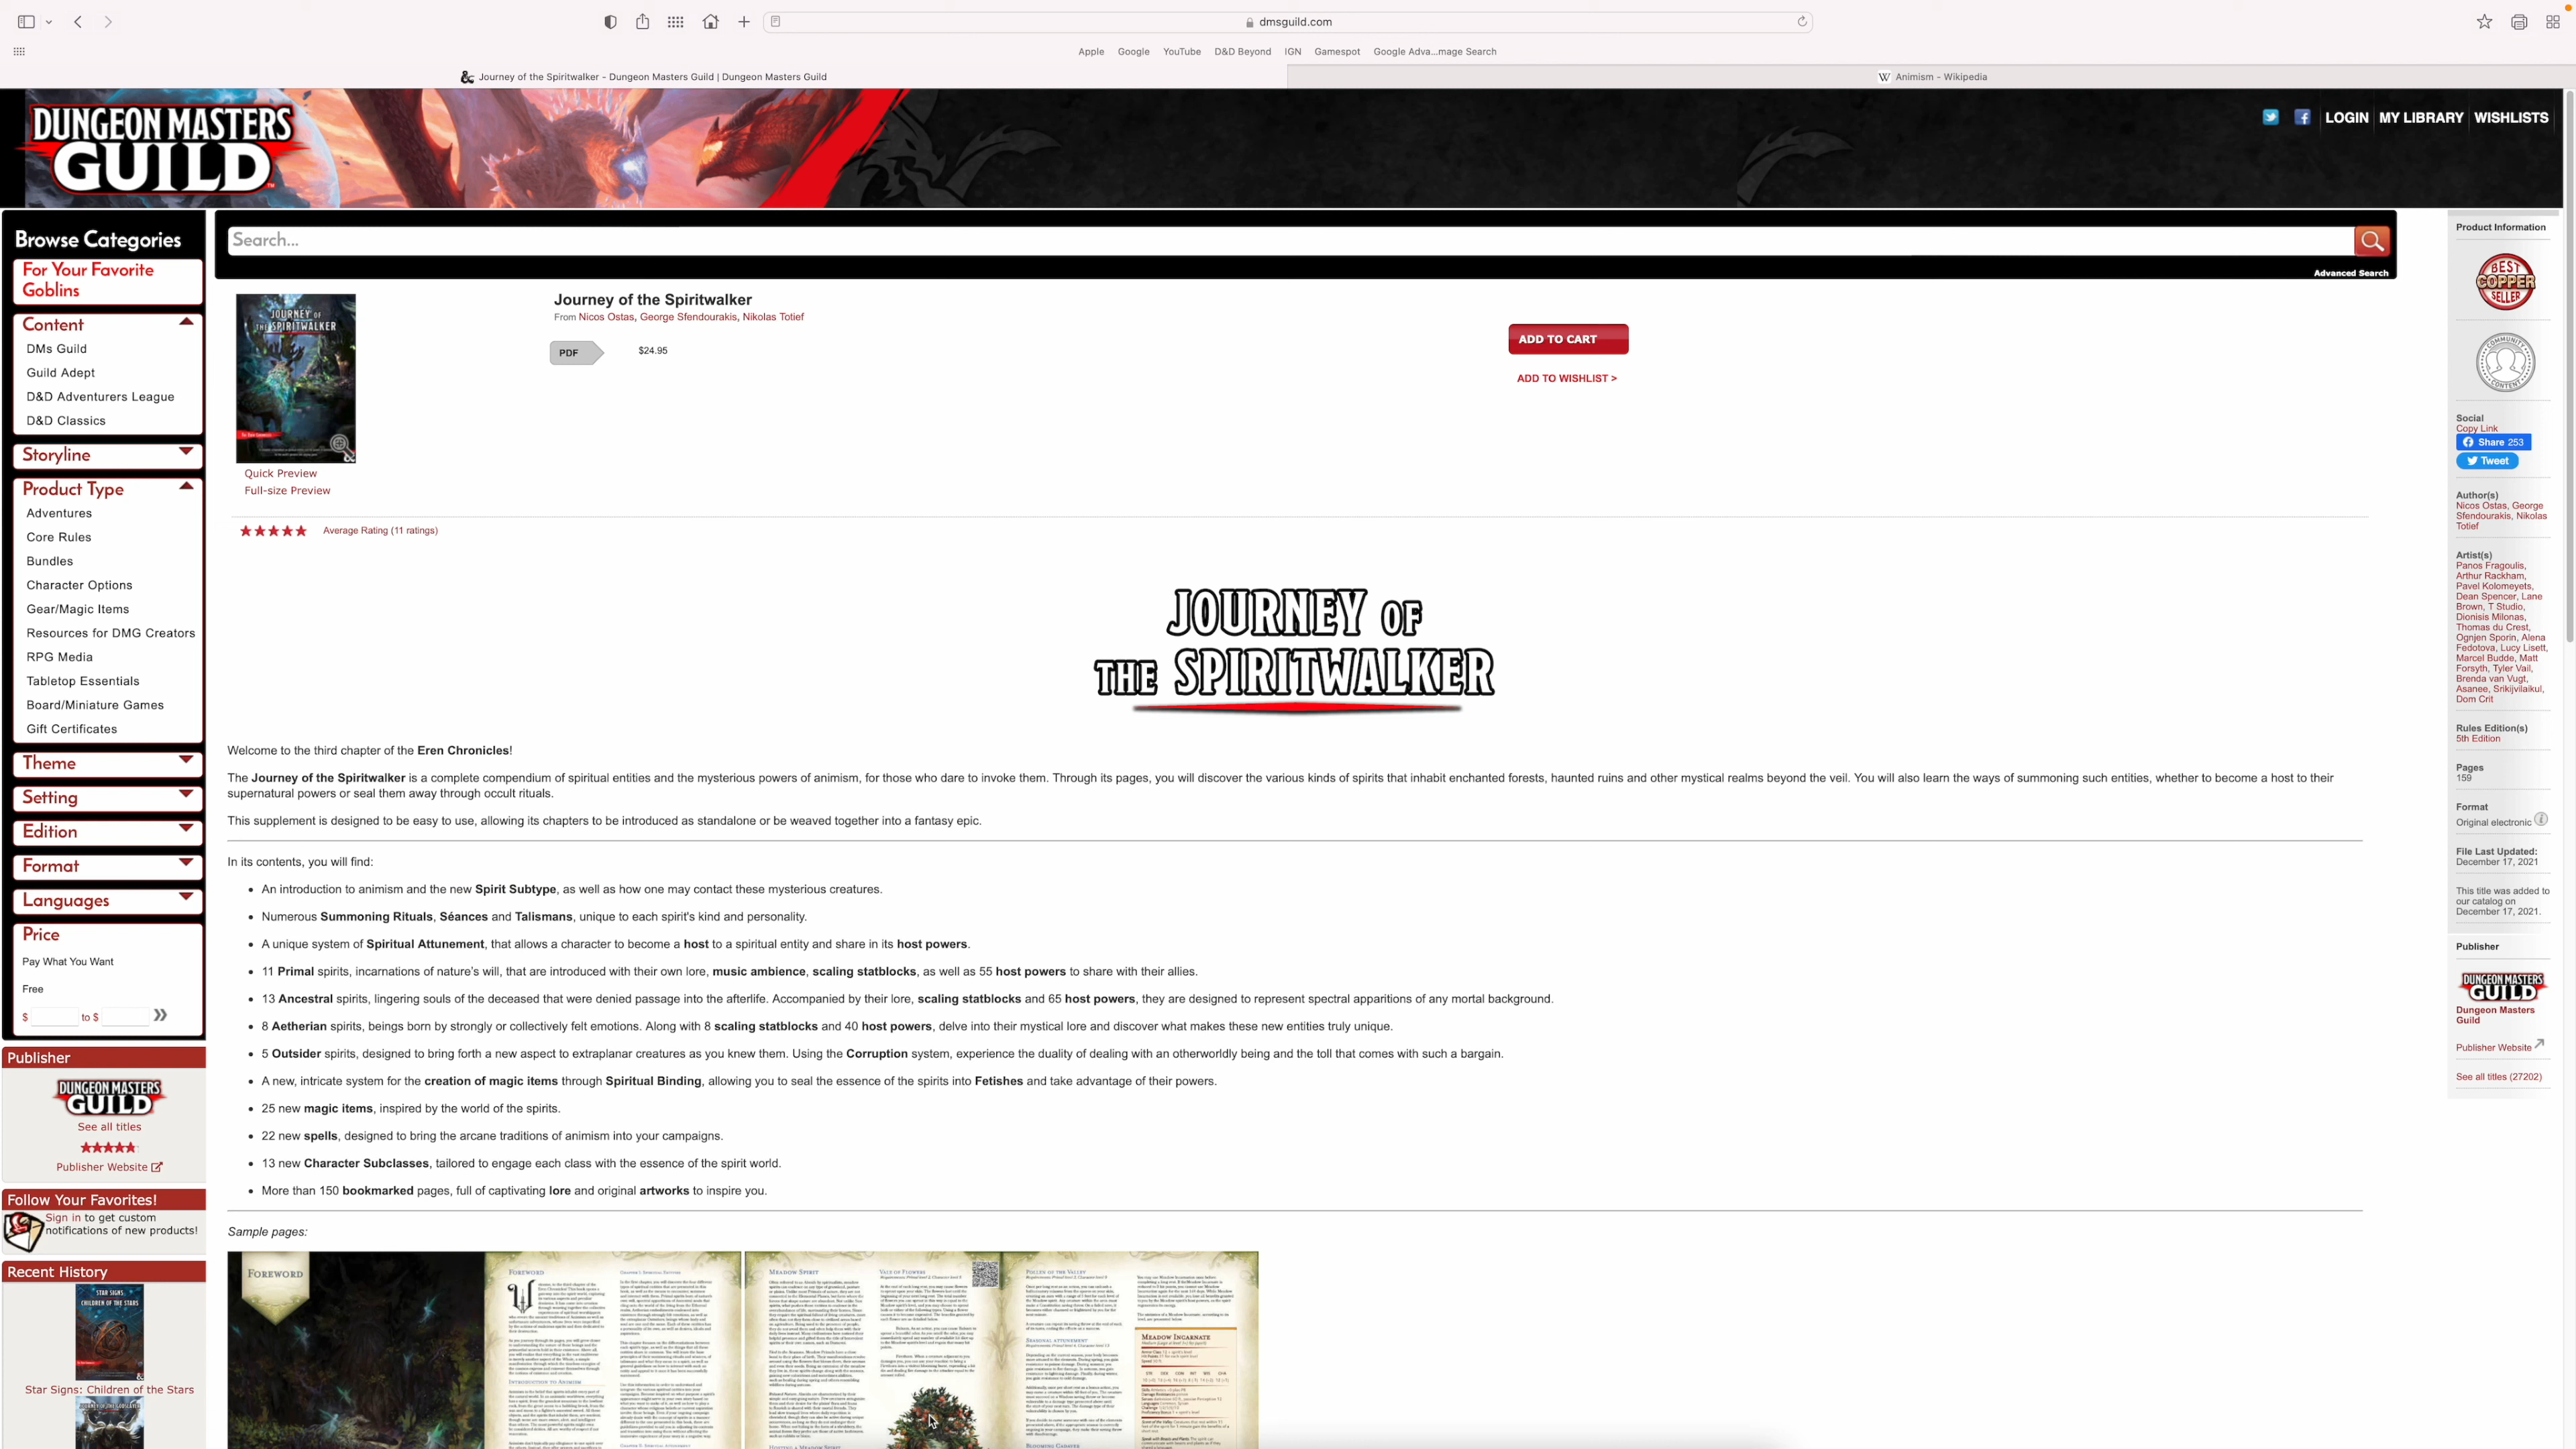 dmsguild.com
Apple Google YouTube D&D Beyond IGN Gamespot Google Adva...mage Search
Journey of the Spiritwalker - Dungeon Masters Guild | Dungeon Masters Guild
W Animism - Wikipedia
DUNGEON MASTERS
GUILD
LOGIN MY LIBRARY WISHLISTS
Browse Categories
For Your Favorite
Goblins
Content
DMs Guild
Guild Adept
D&D Adventurers League
D&D Classics
Storyline
Product Type
Adventures
Core Rules
Bundles
Character Options
Gear/Magic Items
Resources for DMG Creators
RPG Media
Tabletop Essentials
Board/Miniature Games
Gift Certificates
Theme
Setting
Edition
Format
Languages
Price
Pay What You Want
Free
$ to $ »
Publisher
DUNGEON MASTERS
GUILD
See all titles
Publisher Website
Follow Your Favorites!
Sign in to get custom
notifications of new products!
Recent History
STAR SIGNS
CHILDREN OF THE STARS
Star Signs: Children of the Stars
JOURNEY OF THE GODSLAYER
Search...
Advanced Search
JOURNEY OF
THE SPIRITWALKER
Quick Preview
Full-size Preview
Journey of the Spiritwalker
From Nicos Ostas, George Sfendourakis, Nikolas Totief
PDF $24.95
ADD TO CART
ADD TO WISHLIST >
Average Rating (11 ratings)
JOURNEY OF
THE SPIRITWALKER
Welcome to the third chapter of the Eren Chronicles!
The Journey of the Spiritwalker is a complete compendium of spiritual entities and the mysterious powers of animism, for those who dare to invoke them. Through its pages, you will discover the various kinds of spirits that inhabit enchanted forests, haunted ruins and other mystical realms beyond the veil. You will also learn the ways of summoning such entities, whether to become a host to their
supernatural powers or seal them away through occult rituals.
This supplement is designed to be easy to use, allowing its chapters to be introduced as standalone or be weaved together into a fantasy epic.
In its contents, you will find:
• An introduction to animism and the new Spirit Subtype, as well as how one may contact these mysterious creatures.
• Numerous Summoning Rituals, Séances and Talismans, unique to each spirit's kind and personality.
• A unique system of Spiritual Attunement, that allows a character to become a host to a spiritual entity and share in its host powers.
• 11 Primal spirits, incarnations of nature's will, that are introduced with their own lore, music ambience, scaling statblocks, as well as 55 host powers to share with their allies.
• 13 Ancestral spirits, lingering souls of the deceased that were denied passage into the afterlife. Accompanied by their lore, scaling statblocks and 65 host powers, they are designed to represent spectral apparitions of any mortal background.
• 8 Aetherian spirits, beings born by strongly or collectively felt emotions. Along with 8 scaling statblocks and 40 host powers, delve into their mystical lore and discover what makes these new entities truly unique.
• 5 Outsider spirits, designed to bring forth a new aspect to extraplanar creatures as you knew them. Using the Corruption system, experience the duality of dealing with an otherworldly being and the toll that comes with such a bargain.
• A new, intricate system for the creation of magic items through Spiritual Binding, allowing you to seal the essence of the spirits into Fetishes and take advantage of their powers.
• 25 new magic items, inspired by the world of the spirits.
• 22 new spells, designed to bring the arcane traditions of animism into your campaigns.
• 13 new Character Subclasses, tailored to engage each class with the essence of the spirit world.
• More than 150 bookmarked pages, full of captivating lore and original artworks to inspire you.
Sample pages:
FOREWORD
FOREWORD
INTRODUCTION TO ANIMISM
MEADOW SPIRIT
VALE OF FLOWERS
POLLEN OF THE VALLEY
SEASONAL ATTUNEMENT
MEADOW INCARNATE
Product Information
BEST
COPPER
SELLER
COMMUNITY
CONTENT
Social
Copy Link
Share 253
Tweet
Author(s)
Nicos Ostas, George
Sfendourakis, Nikolas
Totief
Artist(s)
Panos Fragoulis,
Arthur Rackham,
Pavel Kolomeyets,
Dean Spencer, Lane
Brown, T Studio,
Dionisis Milonas,
Thomas du Crest,
Ognjen Sporin, Alena
Fedotova, Lucy Lisett,
Marcel Budde, Matt
Forsyth, Tyler Vail,
Brenda van Vugt,
Asanee, Srikijvilaikul,
Dom Crit
Rules Edition(s)
5th Edition
Pages
159
Format
Original electronic
File Last Updated:
December 17, 2021
This title was added to
our catalog on
December 17, 2021.
Publisher
DUNGEON MASTERS
GUILD
Dungeon Masters
Guild
Publisher Website
See all titles (27202)